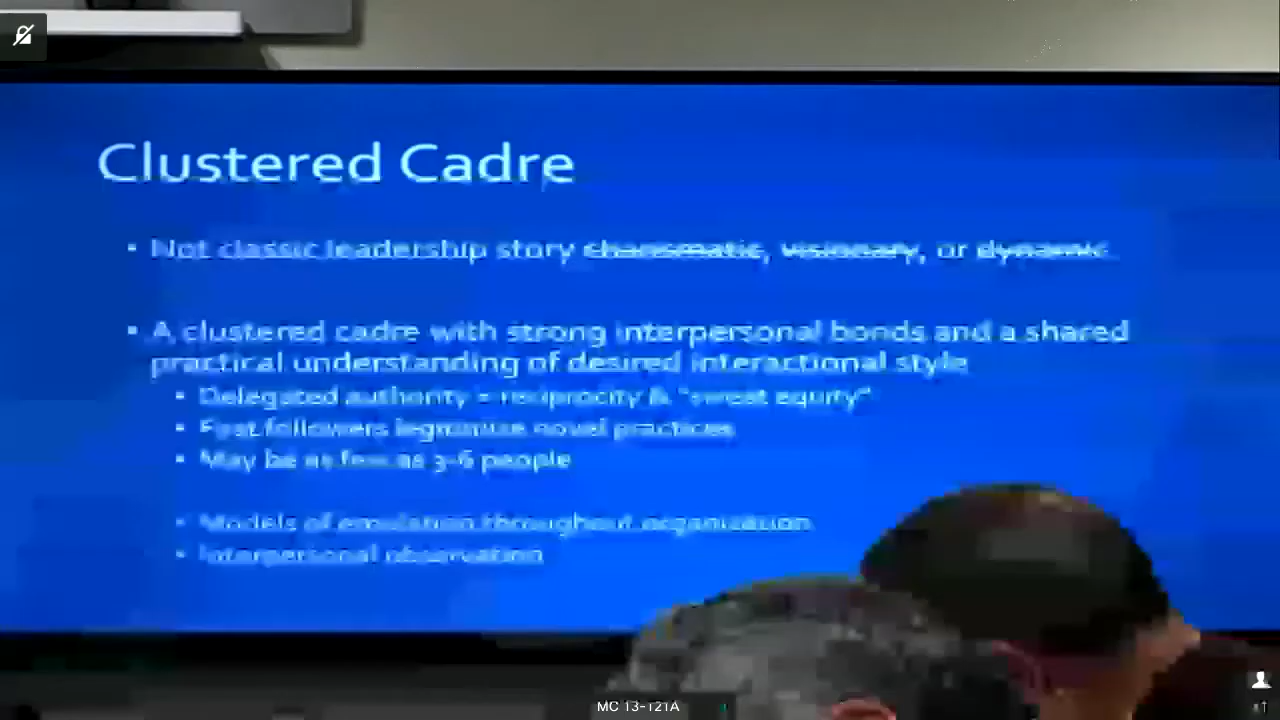 Clustered Cadre
• Not classic leadership story charismatic, visionary, or dynamic.
• A clustered cadre with strong interpersonal bonds and a shared
practical understanding of desired interactional style
• Delegated authority = reciprocity & "sweat equity"
• First followers legitimize novel practices
• May be as few as 3-6 people
• Models of emulation throughout organization
• Interpersonal observation
MC 13-121A